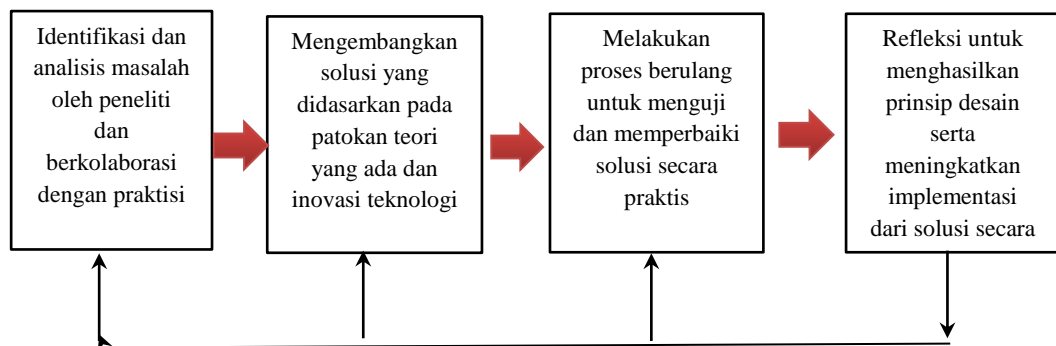 Identifikasi dan
analisis masalah
oleh peneliti
dan
berkolaborasi
dengan praktisi
Mengembangkan
solusi yang
didasarkan pada
patokan teori
yang ada dan
inovasi teknologi
Melakukan
proses berulang
untuk menguji
dan memperbaiki
solusi secara
praktis
Refleksi untuk
menghasilkan
prinsip desain
serta
meningkatkan
implementasi
dari solusi secara